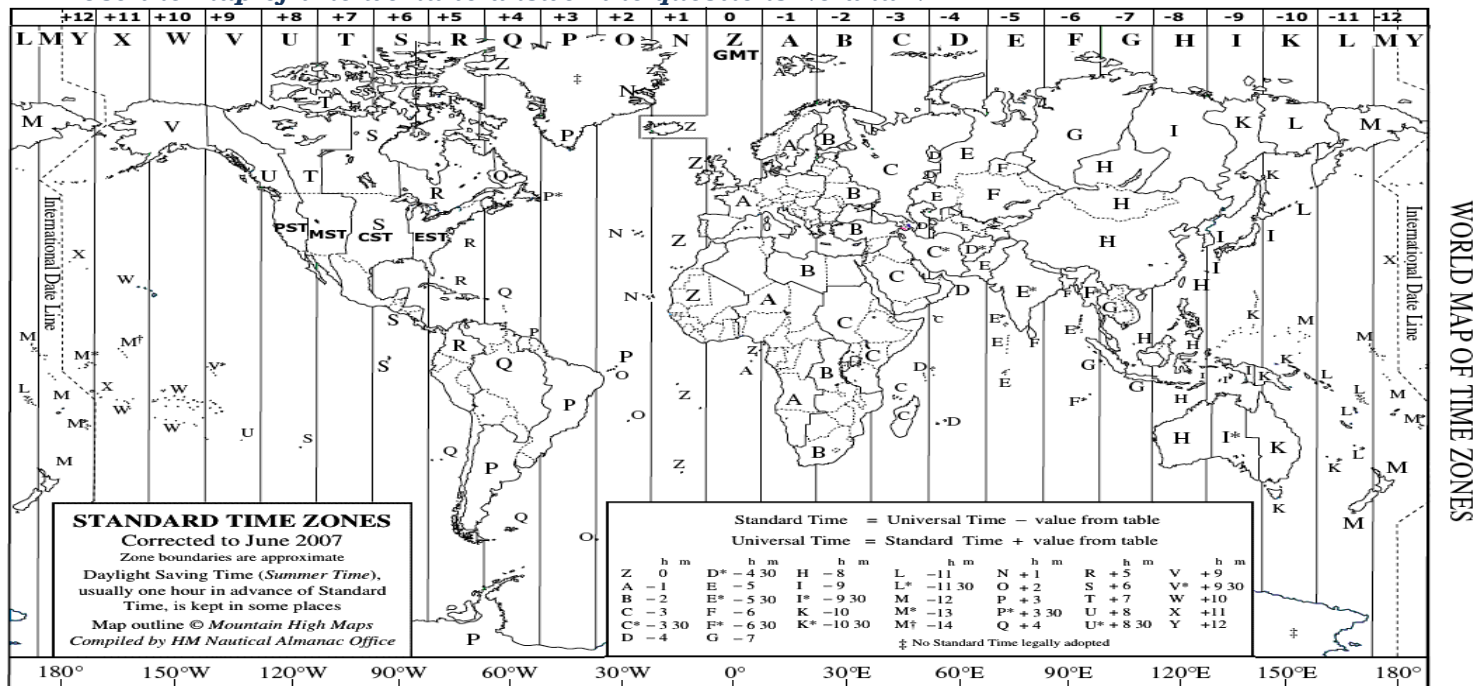 +12 +11 +10 +9 +8 +7 +6 +5 +4 +3 +2 +1 0 -1 -2 -3 -4 -5 -6 -7 -8 -9 -10 -11 -12
L M Y X W V U T S R Q P O N Z A B C D E F G H I K L M Y
GMT
Z ‡ Z A
T N
M V S P Z A B C D E F G H I K L M
U T R Q P* Z
PST MST CST EST
S R
International Date Line
International Date Line
WORLD MAP OF TIME ZONES
STANDARD TIME ZONES
Corrected to June 2007
Zone boundaries are approximate
Daylight Saving Time (Summer Time),
usually one hour in advance of Standard
Time, is kept in some places
Map outline © Mountain High Maps
Compiled by HM Nautical Almanac Office
Standard Time = Universal Time – value from table
Universal Time = Standard Time + value from table
h m h m h m h m h m h m h m
Z 0 D* – 4 30 H – 8 L –11 N + 1 R + 5 V + 9
A – 1 E – 5 I – 9 L* –11 30 O + 2 S + 6 V* + 9 30
B – 2 E* – 5 30 I* – 9 30 M –12 P + 3 T + 7 W +10
C – 3 F – 6 K –10 M* –13 P* + 3 30 U + 8 X +11
C* – 3 30 F* – 6 30 K* –10 30 M† –14 Q + 4 U* + 8 30 Y +12
D – 4 G – 7
‡ No Standard Time legally adopted
P
180° 150°W 120°W 90°W 60°W 30°W 0° 30°E 60°E 90°E 120°E 150°E 180°